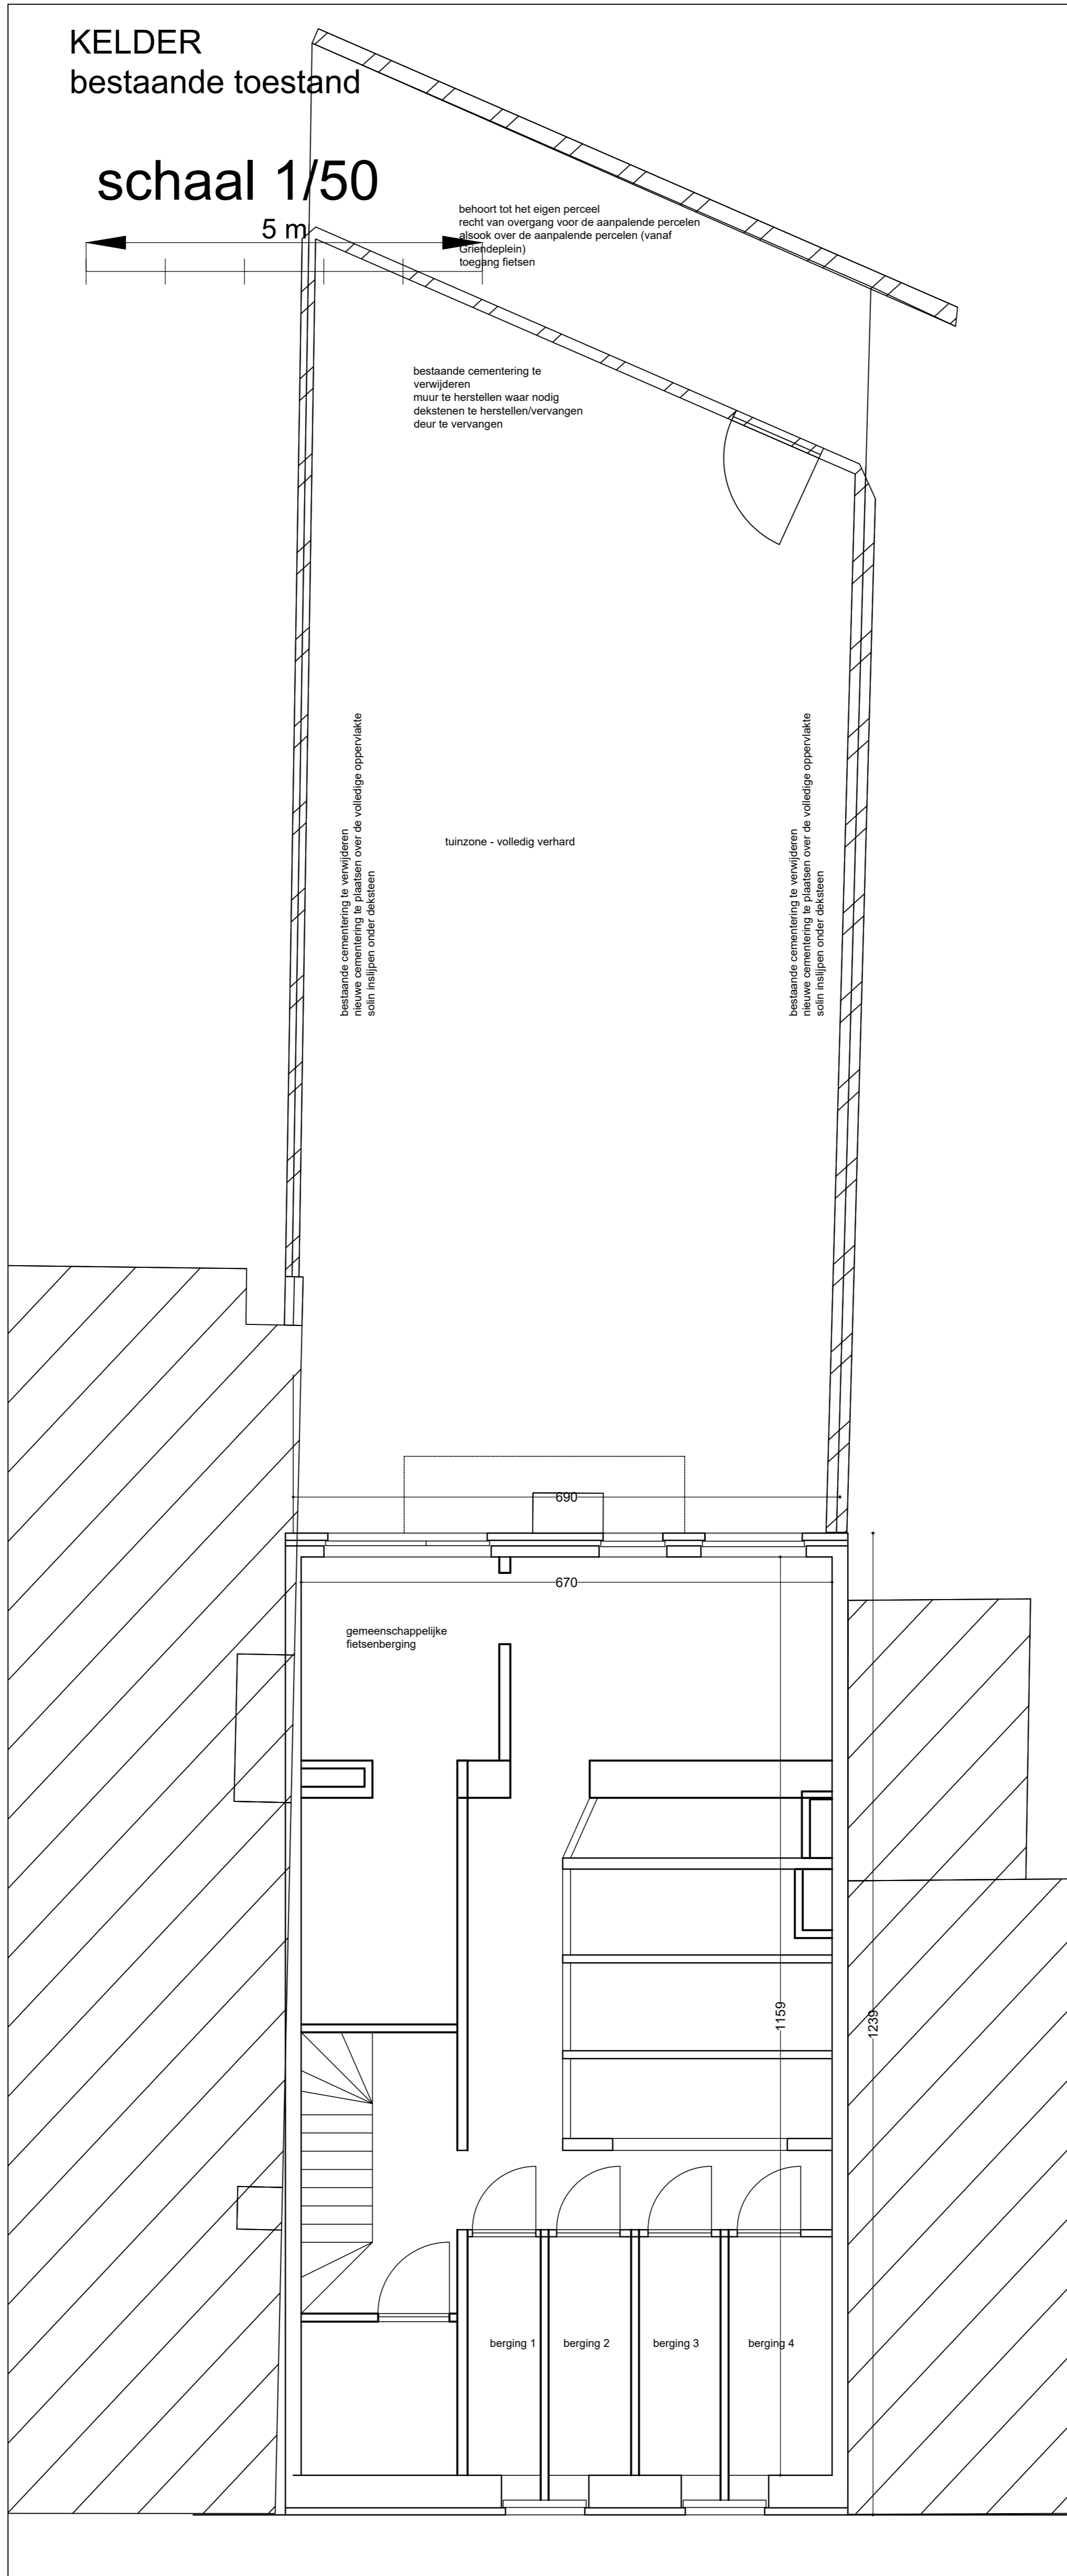 KELDER
bestaande toestand
schaal 1/50
5 m
behoort tot het eigen perceel
recht van overgang voor de aanpalende percelen
alsook over de aanpalende percelen (vanaf
Griendeplein)
toegang fietsen
bestaande cementering te
verwijderen
muur te herstellen waar nodig
dekstenen te herstellen/vervangen
deur te vervangen
bestaande cementering te verwijderen
nieuwe cementering te plaatsen over de volledige oppervlakte
solin inslijpen onder deksteen
tuinzone - volledig verhard
bestaande cementering te verwijderen
nieuwe cementering te plaatsen over de volledige oppervlakte
solin inslijpen onder deksteen
690
670
gemeenschappelijke
fietsenberging
1159
1239
berging 1
berging 2
berging 3
berging 4